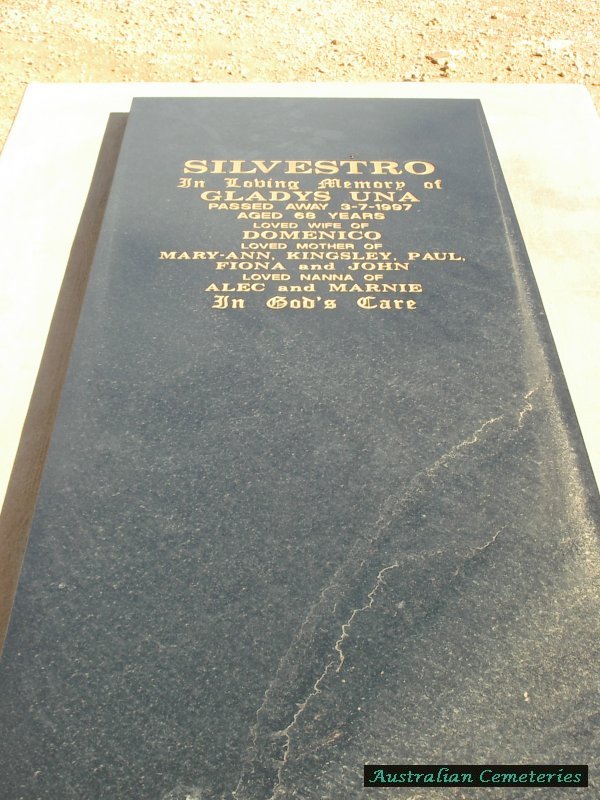 SILVESTRO
In Loving Memory of
GLADYS UNA
PASSED AWAY 3-7-1997
AGED 68 YEARS
LOVED WIFE OF
DOMENICO
LOVED MOTHER OF
MARY-ANN, KINGSLEY, PAUL,
FIONA and JOHN
LOVED NANNA OF
ALEC and MARNIE
In God's Care
Australian Cemeteries